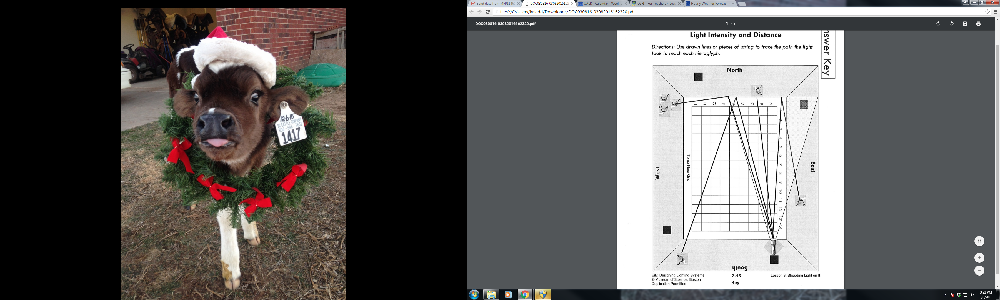 12-6-15
2C CATTLE COMPANY
806-346-3832
1417
Send data from MFP1146
DOC030816-03082016162
UALR - Calendar - Week o
eGFI – For Teachers » Less
Hourly Weather Forecast f
file:///C:/Users/kakidd/Downloads/DOC030816-03082016162320.pdf
DOC030816-03082016162320.pdf
1 / 1
nswer Key
Light Intensity and Distance
Directions: Use drawn lines or pieces of string to trace the path the light
took to reach each hieroglyph.
North
A
E
F
D
I H G F E D C B A
1
2
3
4
5
6
7
8
9
10
11
12
13
14
Tomb Floor Grid
West
East
B
C
South
EiE: Designing Lighting Systems
© Museum of Science, Boston
Duplication Permitted
3-16
Key
Lesson 3: Shedding Light on It
3:23 PM
3/8/2016